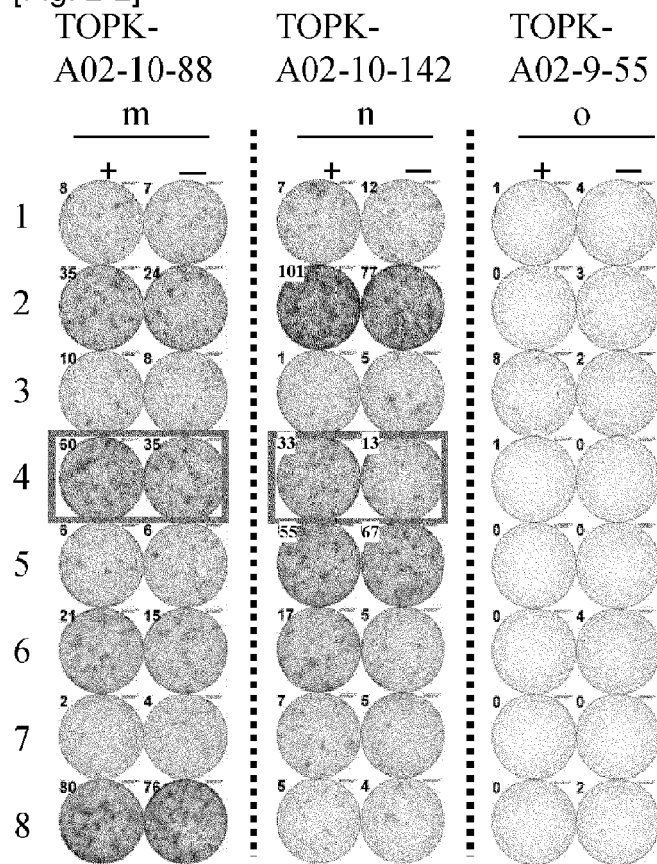 TOPK- TOPK- TOPK-
A02-10-88 A02-10-142 A02-9-55
m n o
+ — + — + —
1 8 7 7 12 1 4
2 35 24 101 77 0 3
3 10 8 1 5 8 2
4 60 35 33 13 1 0
5 6 6 55 67 0 0
6 21 15 17 5 0 4
7 2 4 7 5 0 0
8 80 76 5 4 0 2